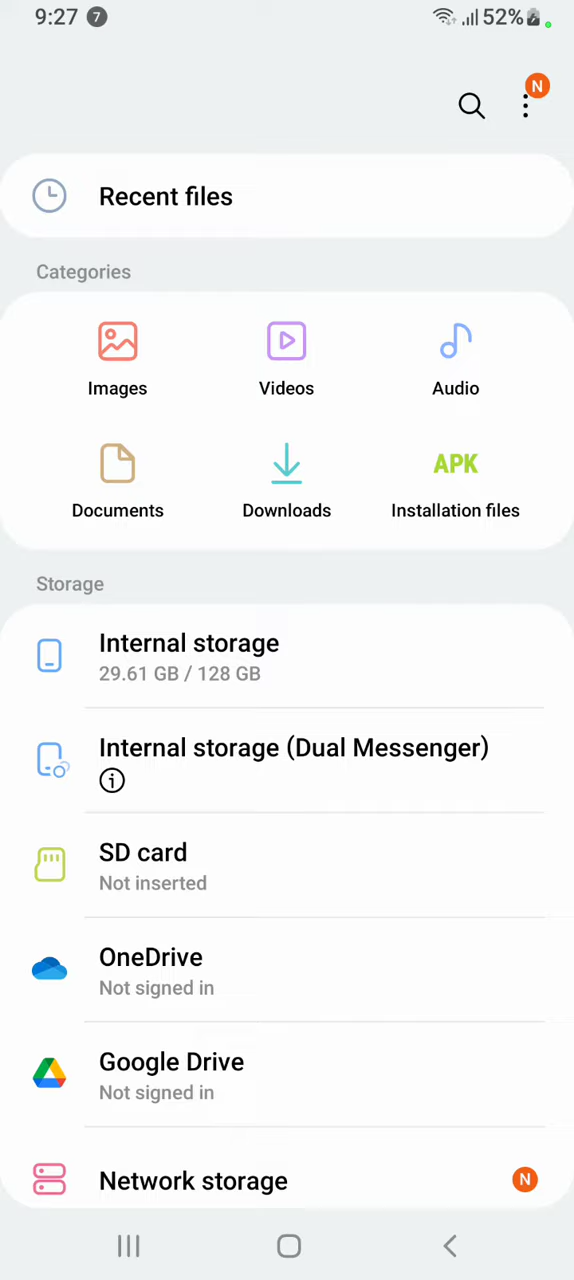 9:27 7 52%
N
Recent files
Categories
Images Videos Audio
APK
Documents Downloads Installation files
Storage
Internal storage
29.61 GB / 128 GB
Internal storage (Dual Messenger)
SD card
Not inserted
OneDrive
Not signed in
Google Drive
Not signed in
Network storage N